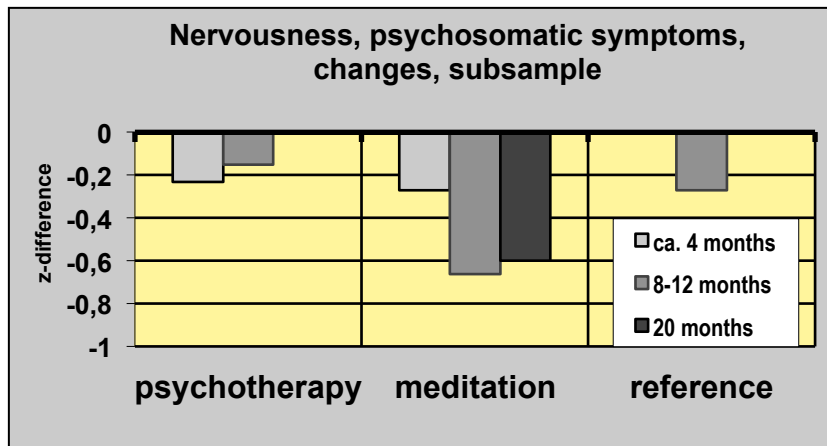 Nervousness, psychosomatic symptoms,
changes, subsample
z-difference
0
-0,2
-0,4
-0,6
-0,8
-1
psychotherapy meditation reference
ca. 4 months
8-12 months
20 months